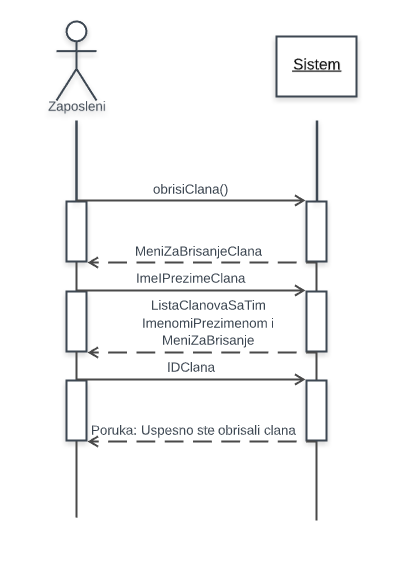 Zaposleni
Sistem
obrisiClana()
MeniZaBrisanjeClana
ImeIPrezimeClana
ListaClanovaSaTim
ImenomiPrezimenom i
MeniZaBrisanje
IDClana
Poruka: Uspesno ste obrisali clana